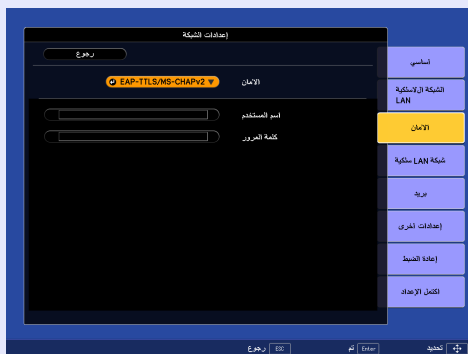 إعدادات الشبكة
رجوع
الامان
EAP-TTLS/MS-CHAPv2
اسم المستخدم
كلمة المرور
أساسي
الشبكة اللاسلكية
LAN
الامان
شبكة LAN سلكية
بريد
إعدادات أخرى
إعادة الضبط
اكتمل الإعداد
تحديد
Enter تم
ESC رجوع